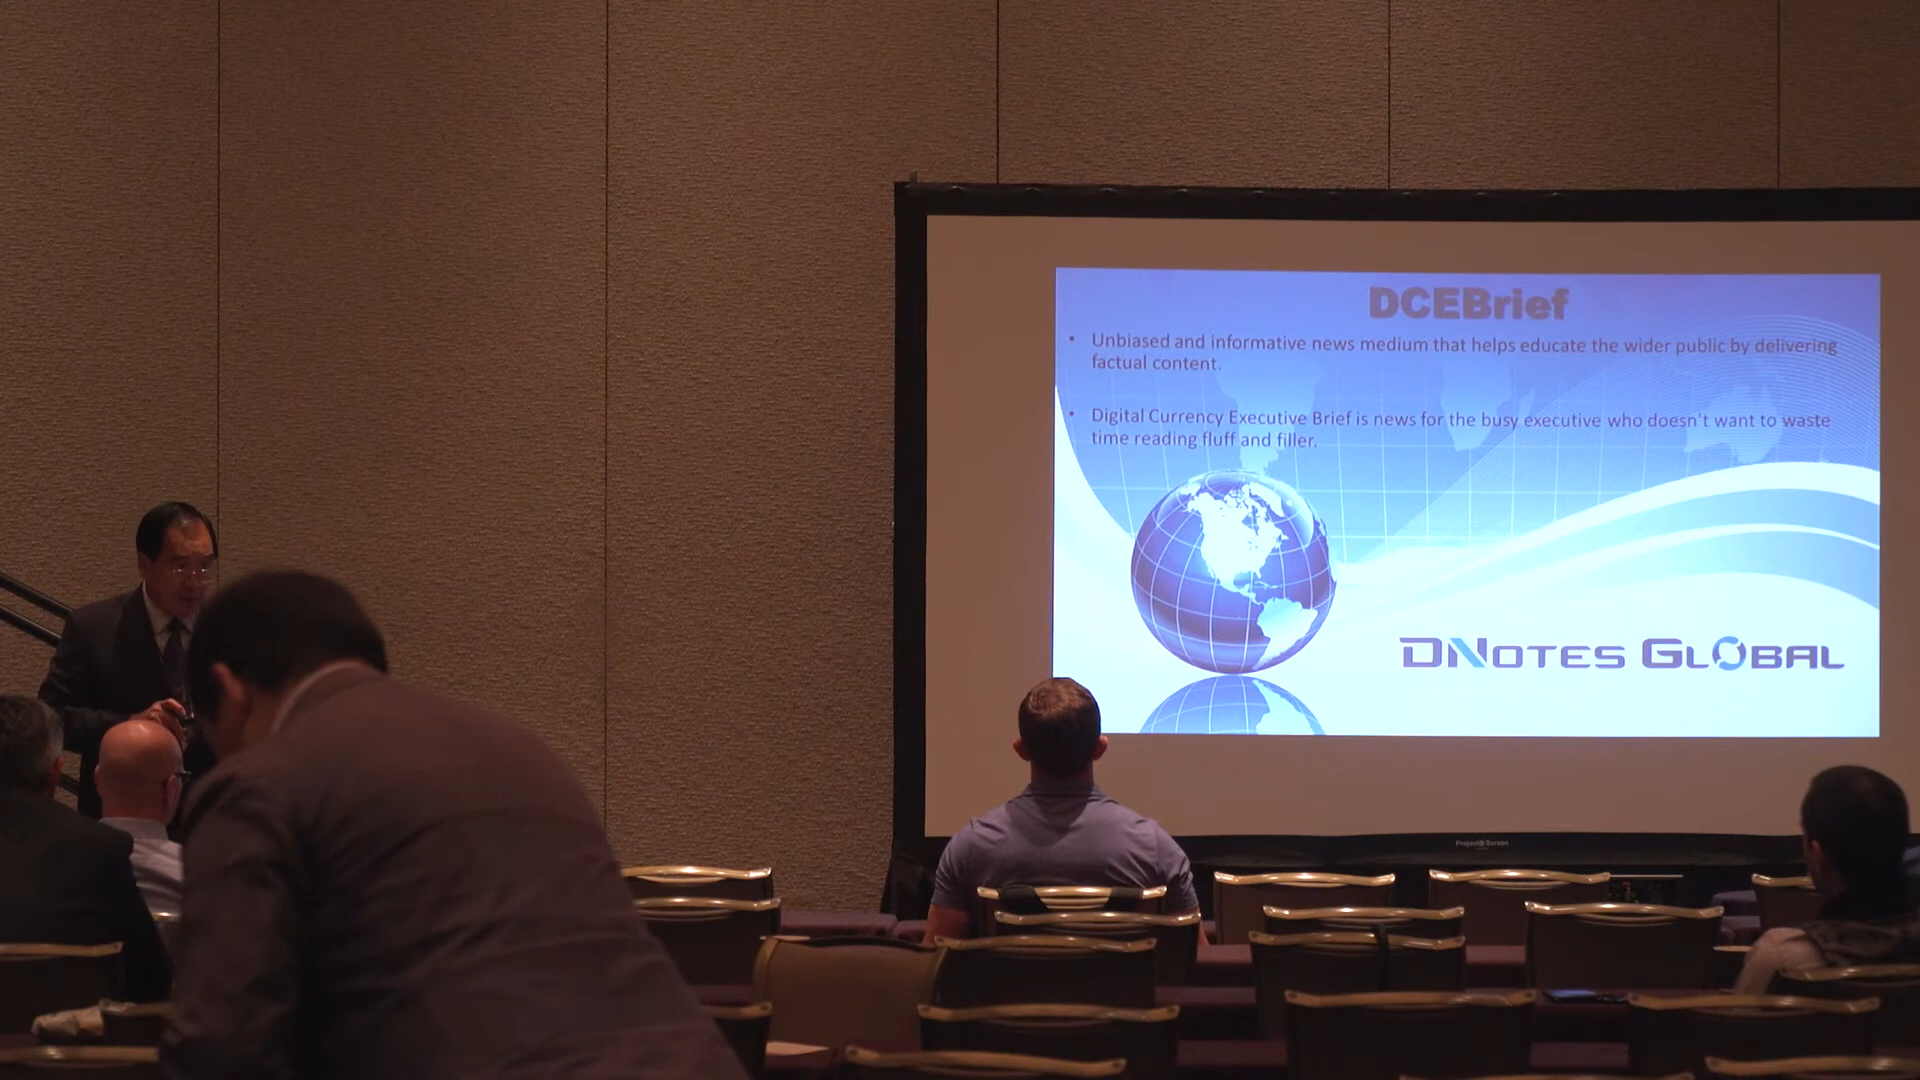 DCEBrief
• Unbiased and informative news medium that helps educate the wider public by delivering
factual content.
• Digital Currency Executive Brief is news for the busy executive who doesn't want to waste
time reading fluff and filler.
DNOTES GLOBAL
Project@ Screen